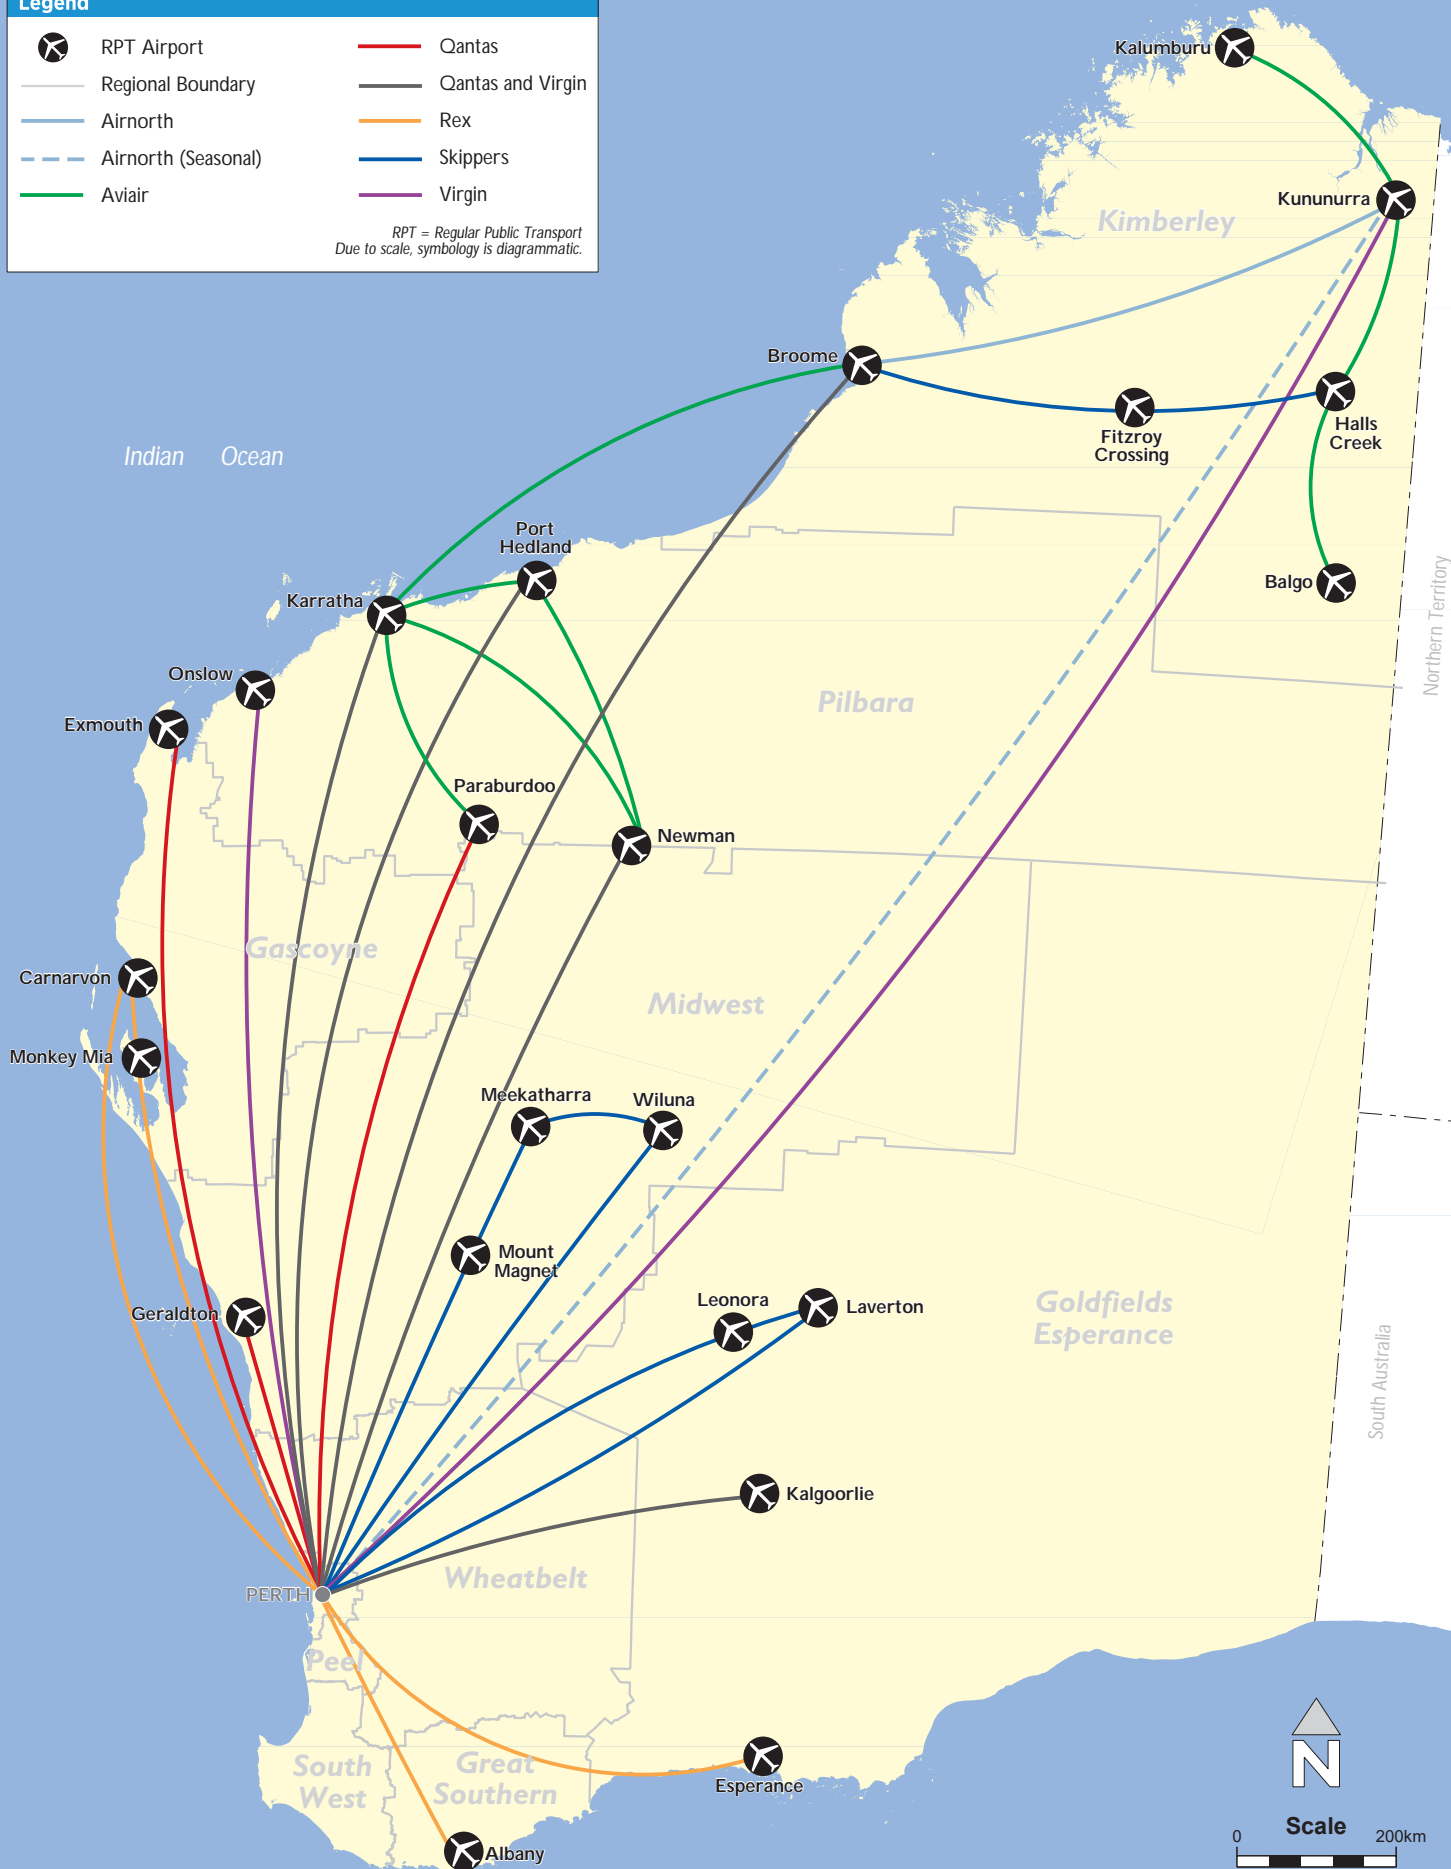 Legend
RPT Airport
Regional Boundary
Airnorth
Airnorth (Seasonal)
Aviair
Qantas
Qantas and Virgin
Rex
Skippers
Virgin
RPT = Regular Public Transport
Due to scale, symbology is diagrammatic.
Kalumburu
Kununurra
Kimberley
Broome
Fitzroy
Crossing
Halls
Creek
Indian Ocean
Port
Hedland
Balgo
Northern Territory
Karratha
Onslow
Exmouth
Pilbara
Paraburdoo
Newman
Gascoyne
Carnarvon
Midwest
Monkey Mia
Meekatharra
Wiluna
Mount
Magnet
Geraldton
Leonora
Laverton
Goldfields
Esperance
South Australia
Kalgoorlie
Wheatbelt
PERTH
Peel
South
West
Great
Southern
Esperance
Albany
N
Scale
0
200km